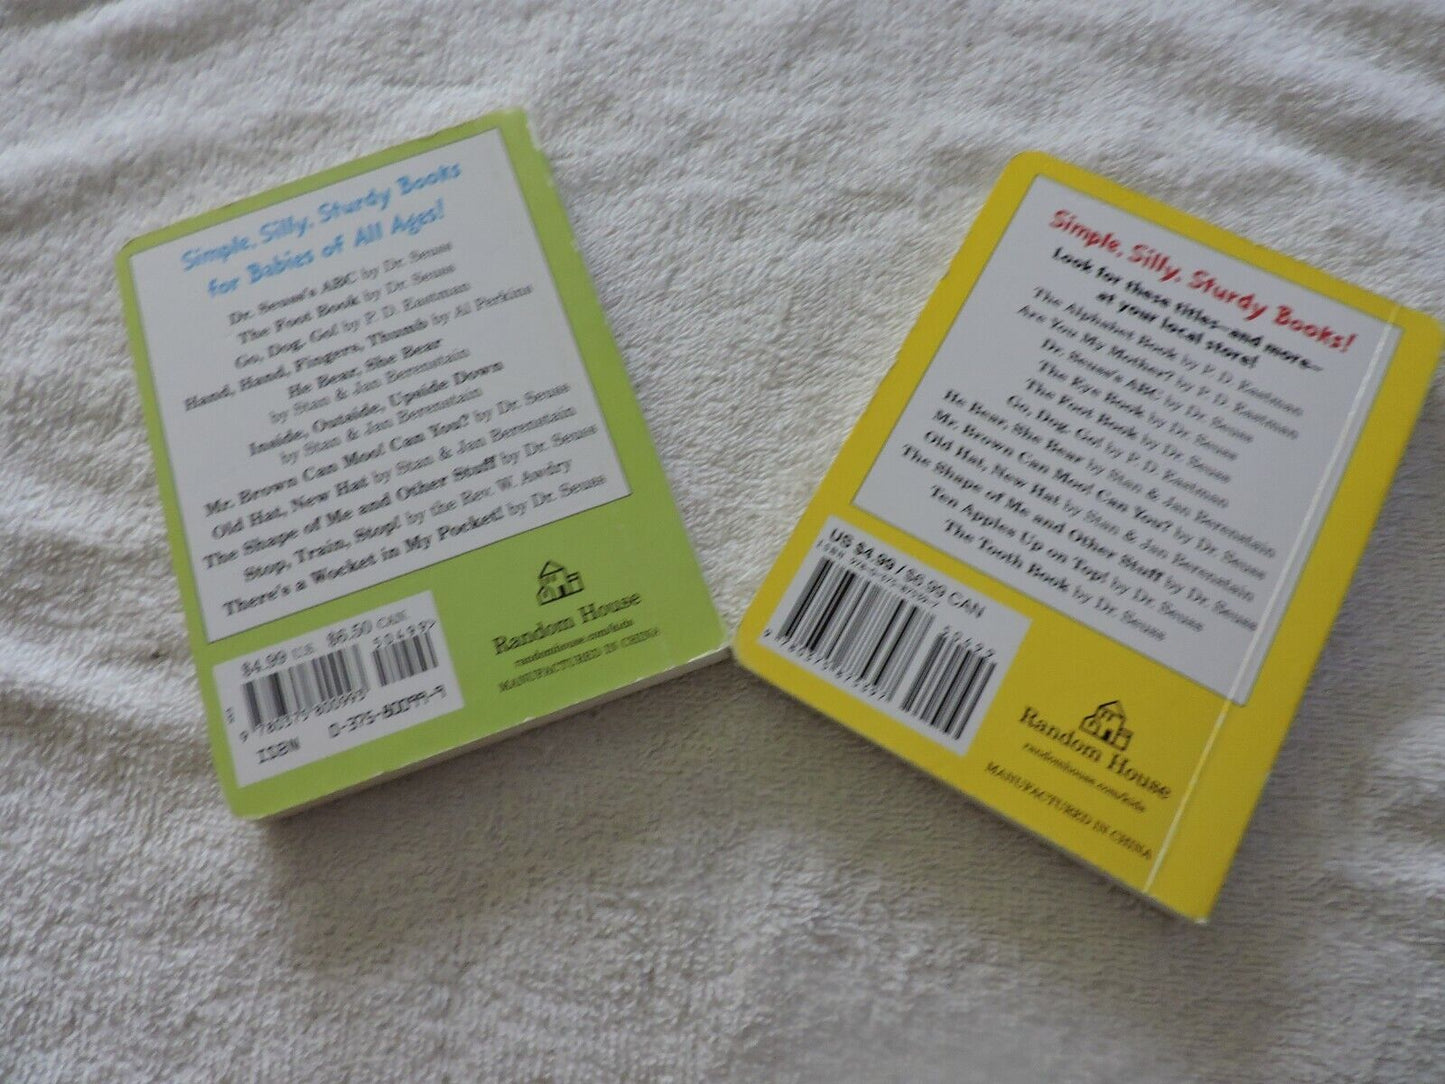 Simple, Silly, Sturdy Books
for Babies of All Ages!
Dr. Seuss's ABC by Dr. Seuss
The Foot Book by Dr. Seuss
Go, Dog. Go! by P. D. Eastman
Hand, Hand, Fingers, Thumb by Al Perkins
He Bear, She Bear
by Stan & Jan Berenstain
Inside, Outside, Upside Down
by Stan & Jan Berenstain
Mr. Brown Can Moo! Can You? by Dr. Seuss
Old Hat, New Hat by Stan & Jan Berenstain
The Shape of Me and Other Stuff by Dr. Seuss
Stop, Train, Stop! by the Rev. W. Awdry
There's a Wocket in My Pocket! by Dr. Seuss
$4.99 U.S. $6.50 CAN
50499>
9 780375 800993
ISBN 0-375-80099-9
Random House
randomhouse.com/kids
MANUFACTURED IN CHINA
Simple, Silly, Sturdy Books!
Look for these titles—and more—
at your local store!
The Alphabet Book by P. D. Eastman
Are You My Mother? by P. D. Eastman
Dr. Seuss's ABC by Dr. Seuss
The Eye Book by Dr. Seuss
The Foot Book by Dr. Seuss
Go, Dog. Go! by P. D. Eastman
He Bear, She Bear by Stan & Jan Berenstain
Mr. Brown Can Moo! Can You? by Dr. Seuss
Old Hat, New Hat by Stan & Jan Berenstain
The Shape of Me and Other Stuff by Dr. Seuss
Ten Apples Up on Top! by Dr. Seuss
The Tooth Book by Dr. Seuss
US $4.99 / $6.99 CAN
ISBN
50499
Random House
randomhouse.com/kids
MANUFACTURED IN CHINA